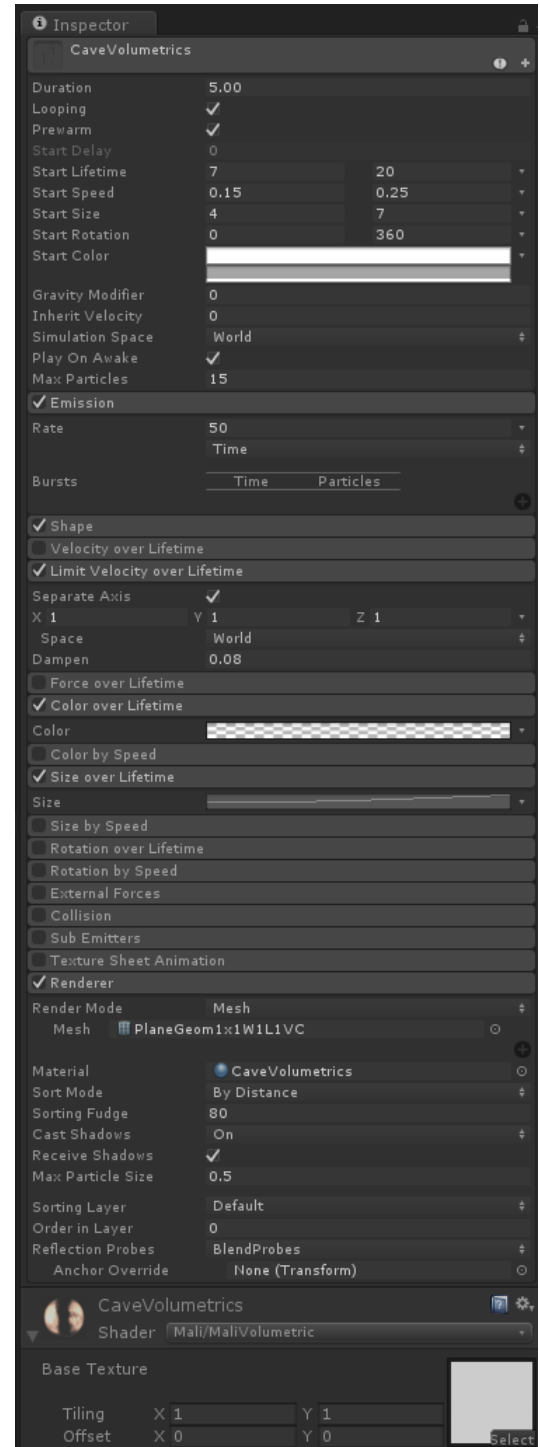 Inspector
CaveVolumetrics
Duration 5.00
Looping
Prewarm
Start Delay 0
Start Lifetime 7 20
Start Speed 0.15 0.25
Start Size 4 7
Start Rotation 0 360
Start Color
Gravity Modifier 0
Inherit Velocity 0
Simulation Space World
Play On Awake
Max Particles 15
Emission
Rate 50
Time
Bursts Time Particles
Shape
Velocity over Lifetime
Limit Velocity over Lifetime
Separate Axis
X 1 Y 1 Z 1
Space World
Dampen 0.08
Force over Lifetime
Color over Lifetime
Color
Color by Speed
Size over Lifetime
Size
Size by Speed
Rotation over Lifetime
Rotation by Speed
External Forces
Collision
Sub Emitters
Texture Sheet Animation
Renderer
Render Mode Mesh
Mesh PlaneGeom1x1W1L1VC
Material CaveVolumetrics
Sort Mode By Distance
Sorting Fudge 80
Cast Shadows On
Receive Shadows
Max Particle Size 0.5
Sorting Layer Default
Order in Layer 0
Reflection Probes BlendProbes
Anchor Override None (Transform)
CaveVolumetrics
Shader Mali/MaliVolumetric
Base Texture
Tiling X 1 Y 1
Offset X 0 Y 0 Select